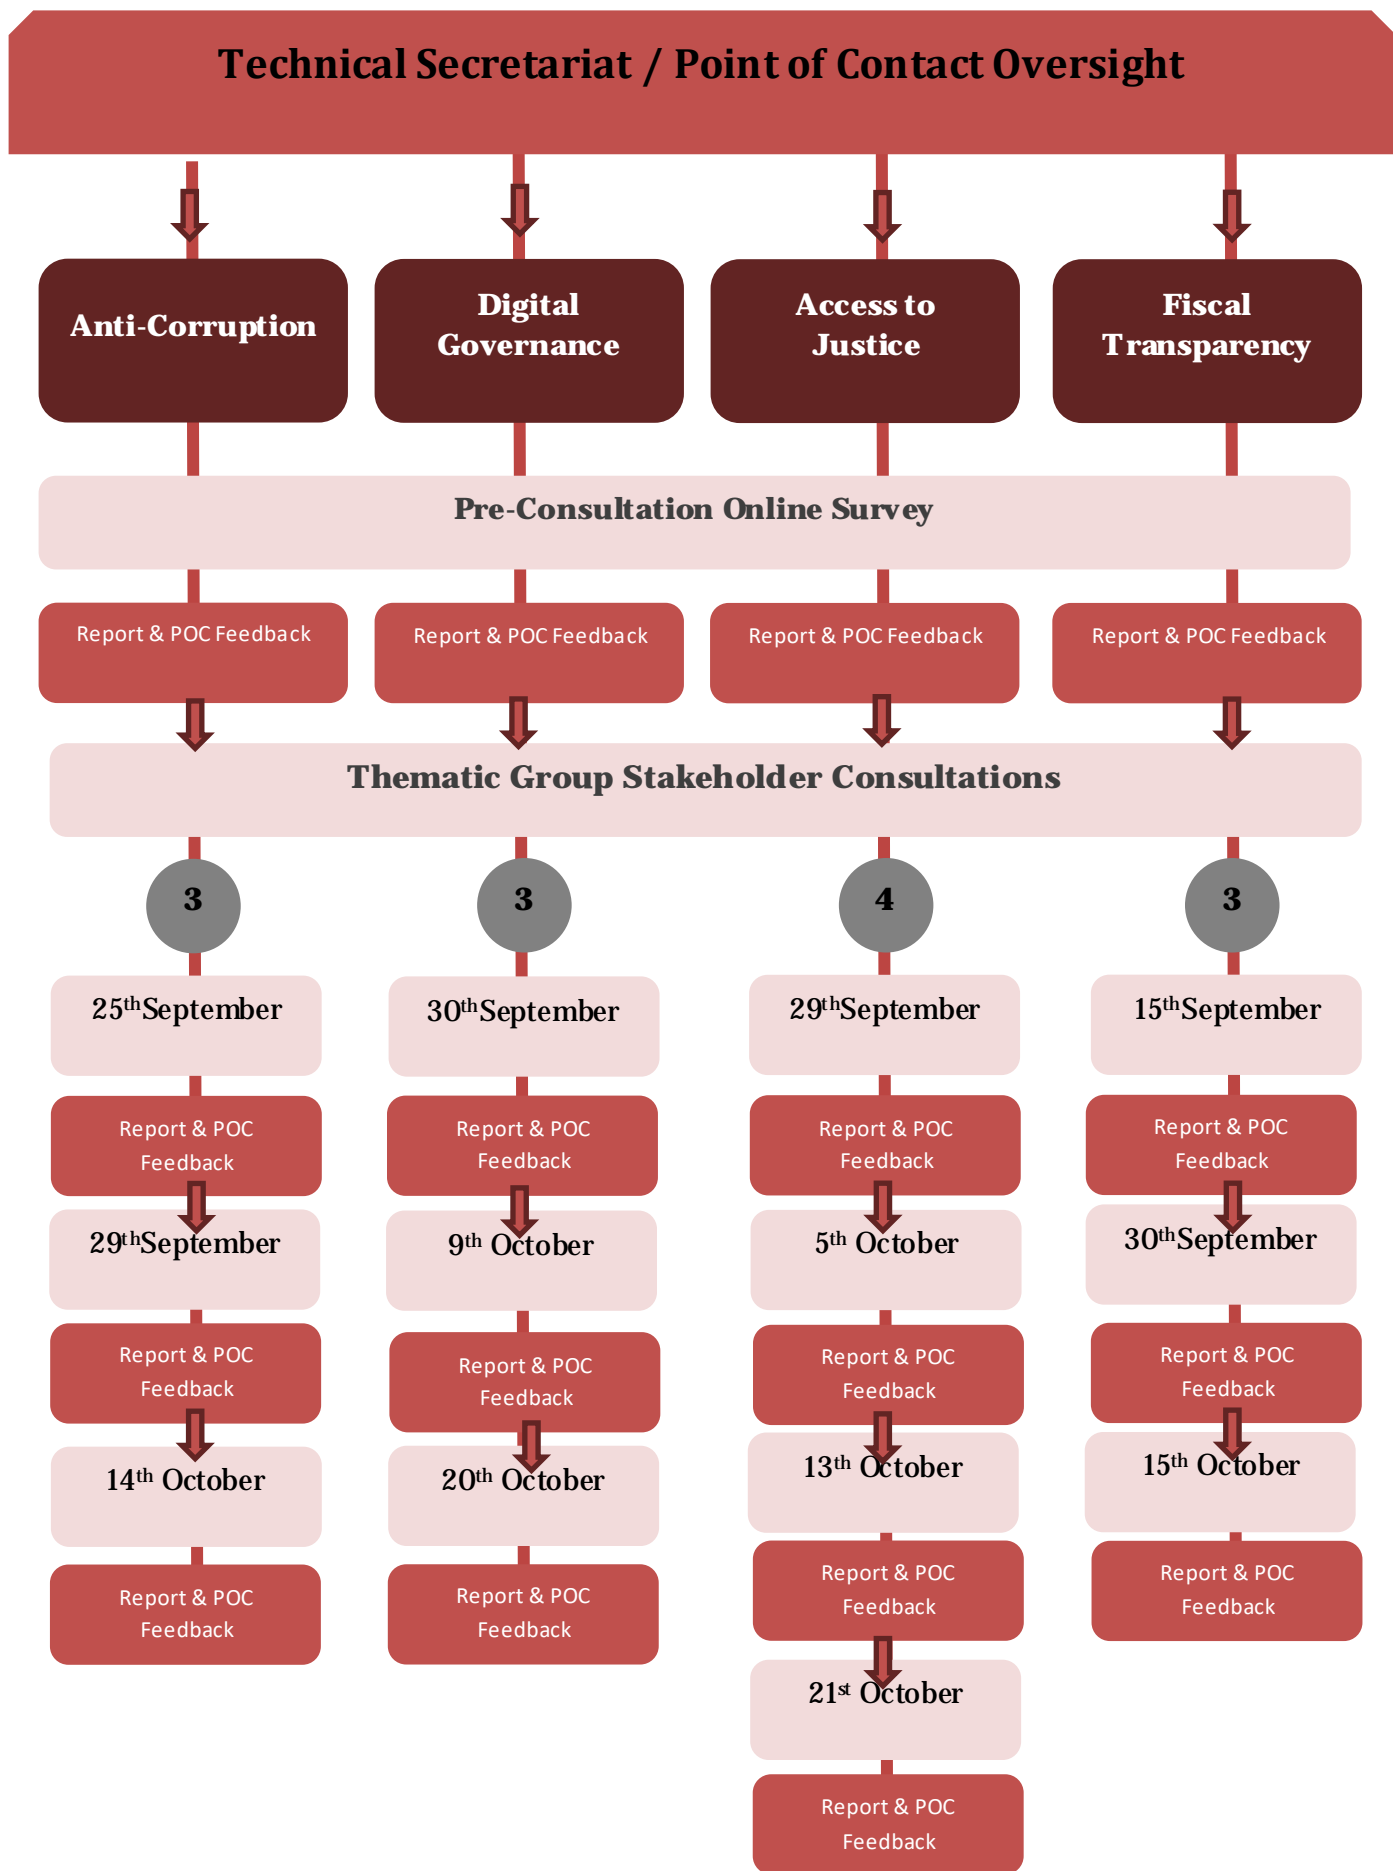 Technical Secretariat / Point of Contact Oversight
Anti-Corruption
Digital
Governance
Access to
Justice
Fiscal
Transparency
Pre-Consultation Online Survey
Report & POC Feedback
Report & POC Feedback
Report & POC Feedback
Report & POC Feedback
Thematic Group Stakeholder Consultations
3
3
4
3
25th September
30th September
29th September
15th September
Report & POC
Feedback
Report & POC
Feedback
Report & POC
Feedback
Report & POC
Feedback
29th September
9th October
5th October
30th September
Report & POC
Feedback
Report & POC
Feedback
Report & POC
Feedback
Report & POC
Feedback
14th October
20th October
13th October
15th October
Report & POC
Feedback
Report & POC
Feedback
Report & POC
Feedback
Report & POC
Feedback
21st October
Report & POC
Feedback